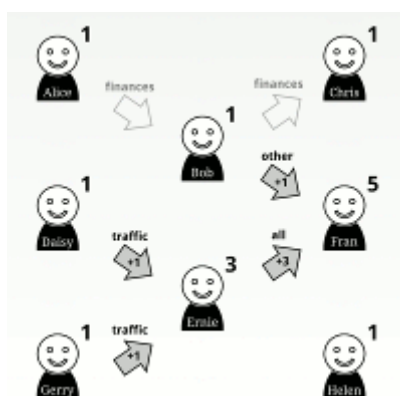 1
1
Alice
finances
finances
Chris
1
Bob
other
+1
1
5
Daisy
traffic
all
Fran
+1
3
+3
traffic
Ernie
1
+1
1
Gerry
Helen